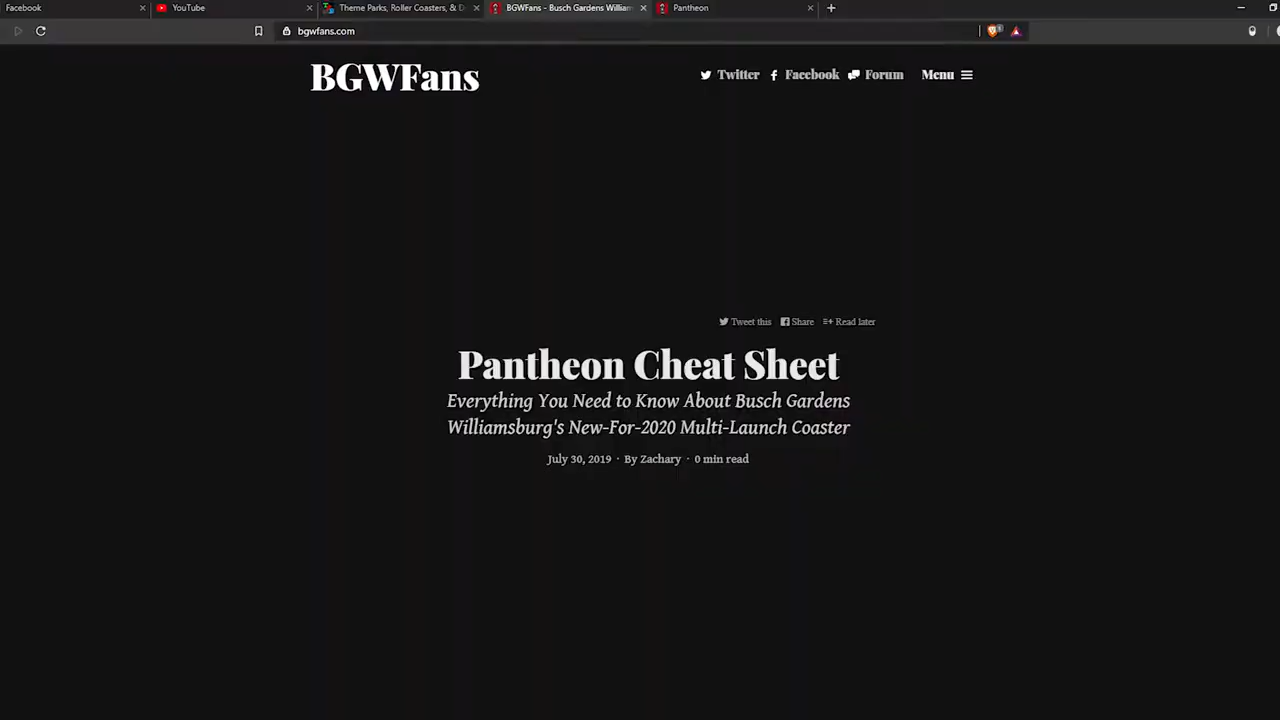 Facebook
YouTube
Theme Parks, Roller Coasters, & D
BGWFans - Busch Gardens William
Pantheon
bgwfans.com
BGWFans
Twitter Facebook Forum Menu
Tweet this Share Read later
Pantheon Cheat Sheet
Everything You Need to Know About Busch Gardens
Williamsburg's New-For-2020 Multi-Launch Coaster
July 30, 2019 · By Zachary · 0 min read